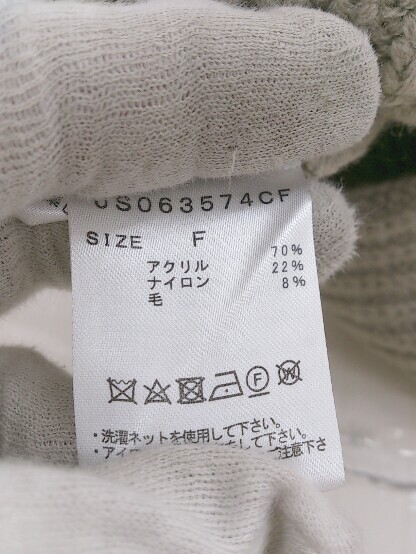 US063574CF
SIZE F
アクリル 70%
ナイロン 22%
毛 8%
F
W
・洗濯ネットを使用して下さい。